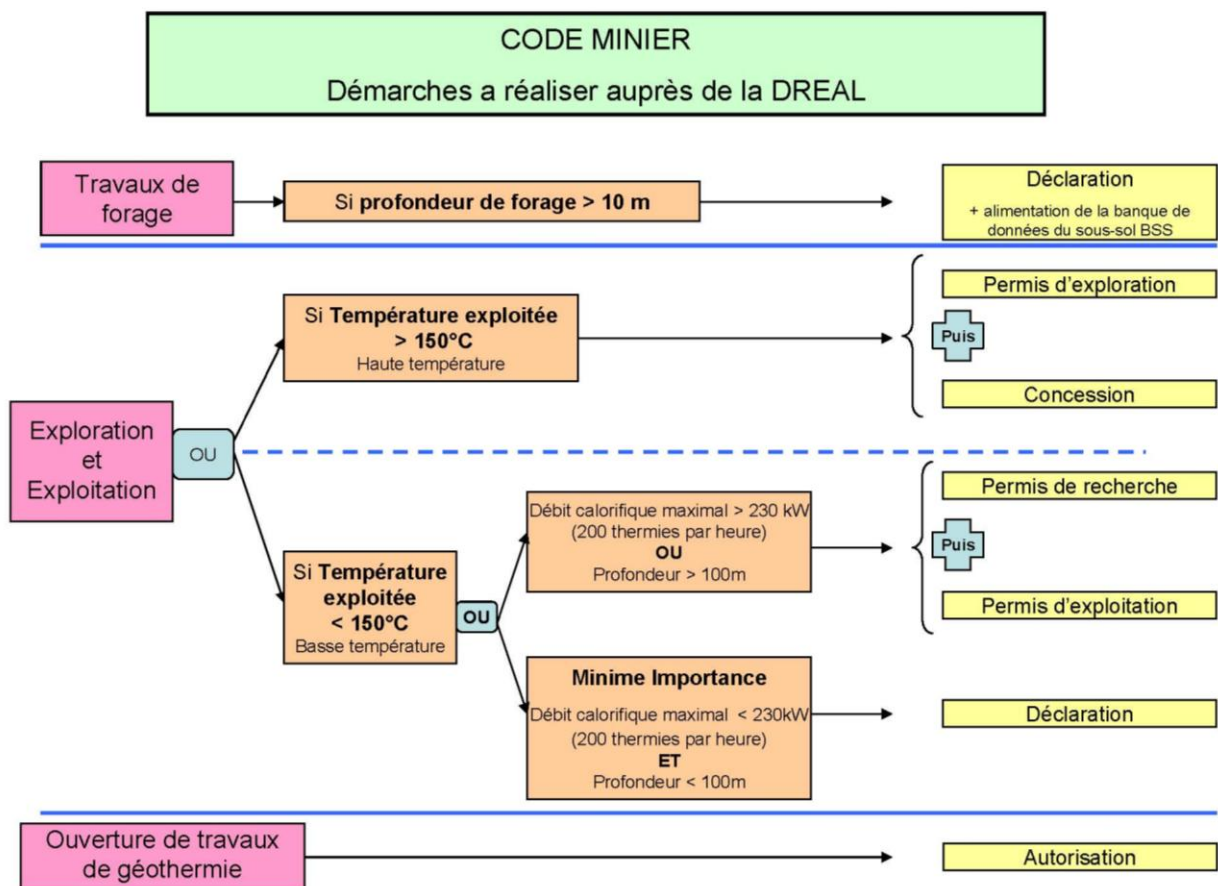 CODE MINIER
Démarches a réaliser auprès de la DREAL
Travaux de
forage
Si profondeur de forage > 10 m
Déclaration
+ alimentation de la banque de
données du sous-sol BSS
Exploration
et
Exploitation
OU
Si Température exploitée
> 150°C
Haute température
Permis d'exploration
Puis
Concession
Si Température
exploitée
< 150°C
Basse température
OU
Débit calorifique maximal > 230 kW
(200 thermies par heure)
OU
Profondeur > 100m
Permis de recherche
Puis
Permis d'exploitation
Minime Importance
Débit calorifique maximal < 230kW
(200 thermies par heure)
ET
Profondeur < 100m
Déclaration
Ouverture de travaux
de géothermie
Autorisation